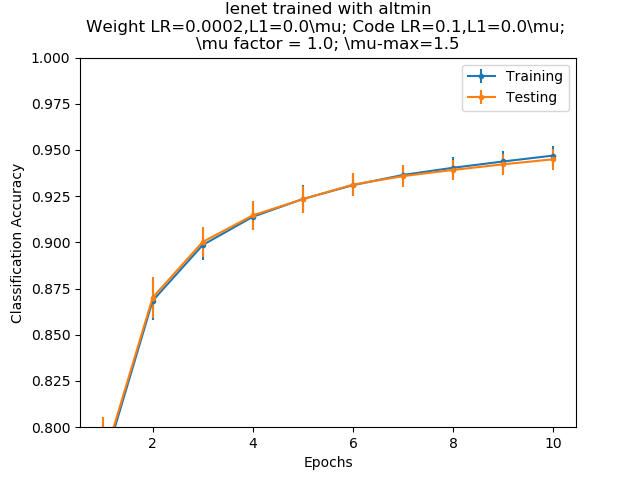 lenet trained with altmin
Weight LR=0.0002,L1=0.0\mu; Code LR=0.1,L1=0.0\mu;
\mu factor = 1.0; \mu-max=1.5
Training
Testing
1.000
0.975
0.950
0.925
0.900
0.875
0.850
0.825
0.800
Classification Accuracy
2 4 6 8 10
Epochs